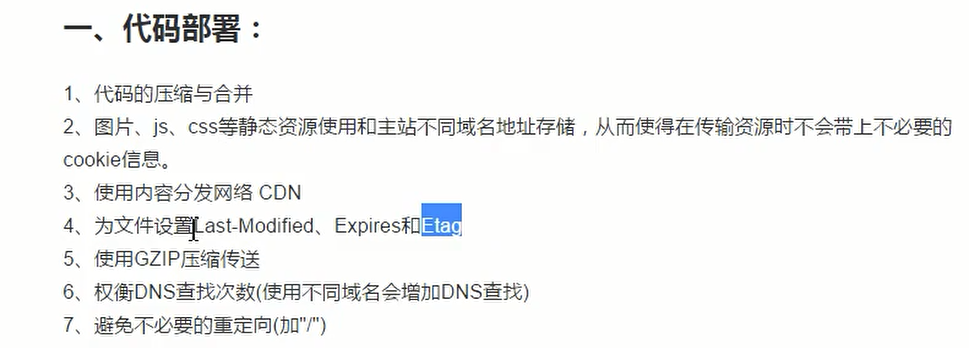 一、代码部署：
1、代码的压缩与合并
2、图片、js、css等静态资源使用和主站不同域名地址存储，从而使得在传输资源时不会带上不必要的
cookie信息。
3、使用内容分发网络 CDN
4、为文件设置Last-Modified、Expires和Etag
5、使用GZIP压缩传送
6、权衡DNS查找次数(使用不同域名会增加DNS查找)
7、避免不必要的重定向(加"/")